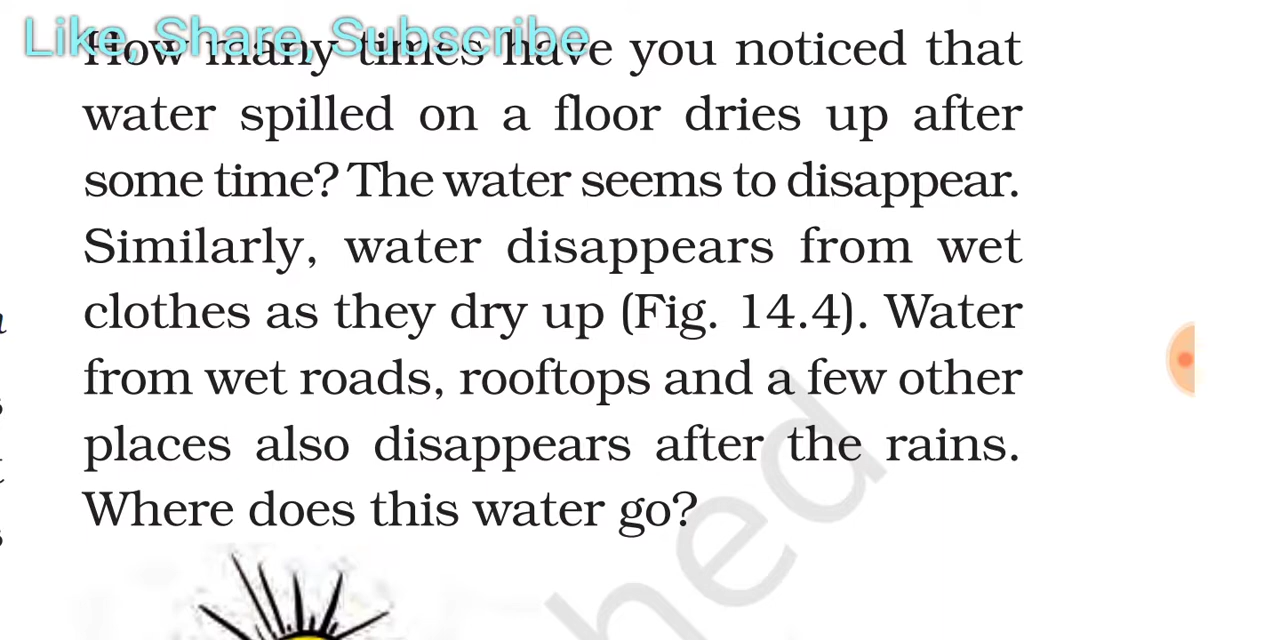 Like, Share, Subscribe
How many times have you noticed that
water spilled on a floor dries up after
some time? The water seems to disappear.
Similarly, water disappears from wet
clothes as they dry up (Fig. 14.4). Water
from wet roads, rooftops and a few other
places also disappears after the rains.
Where does this water go?
hed